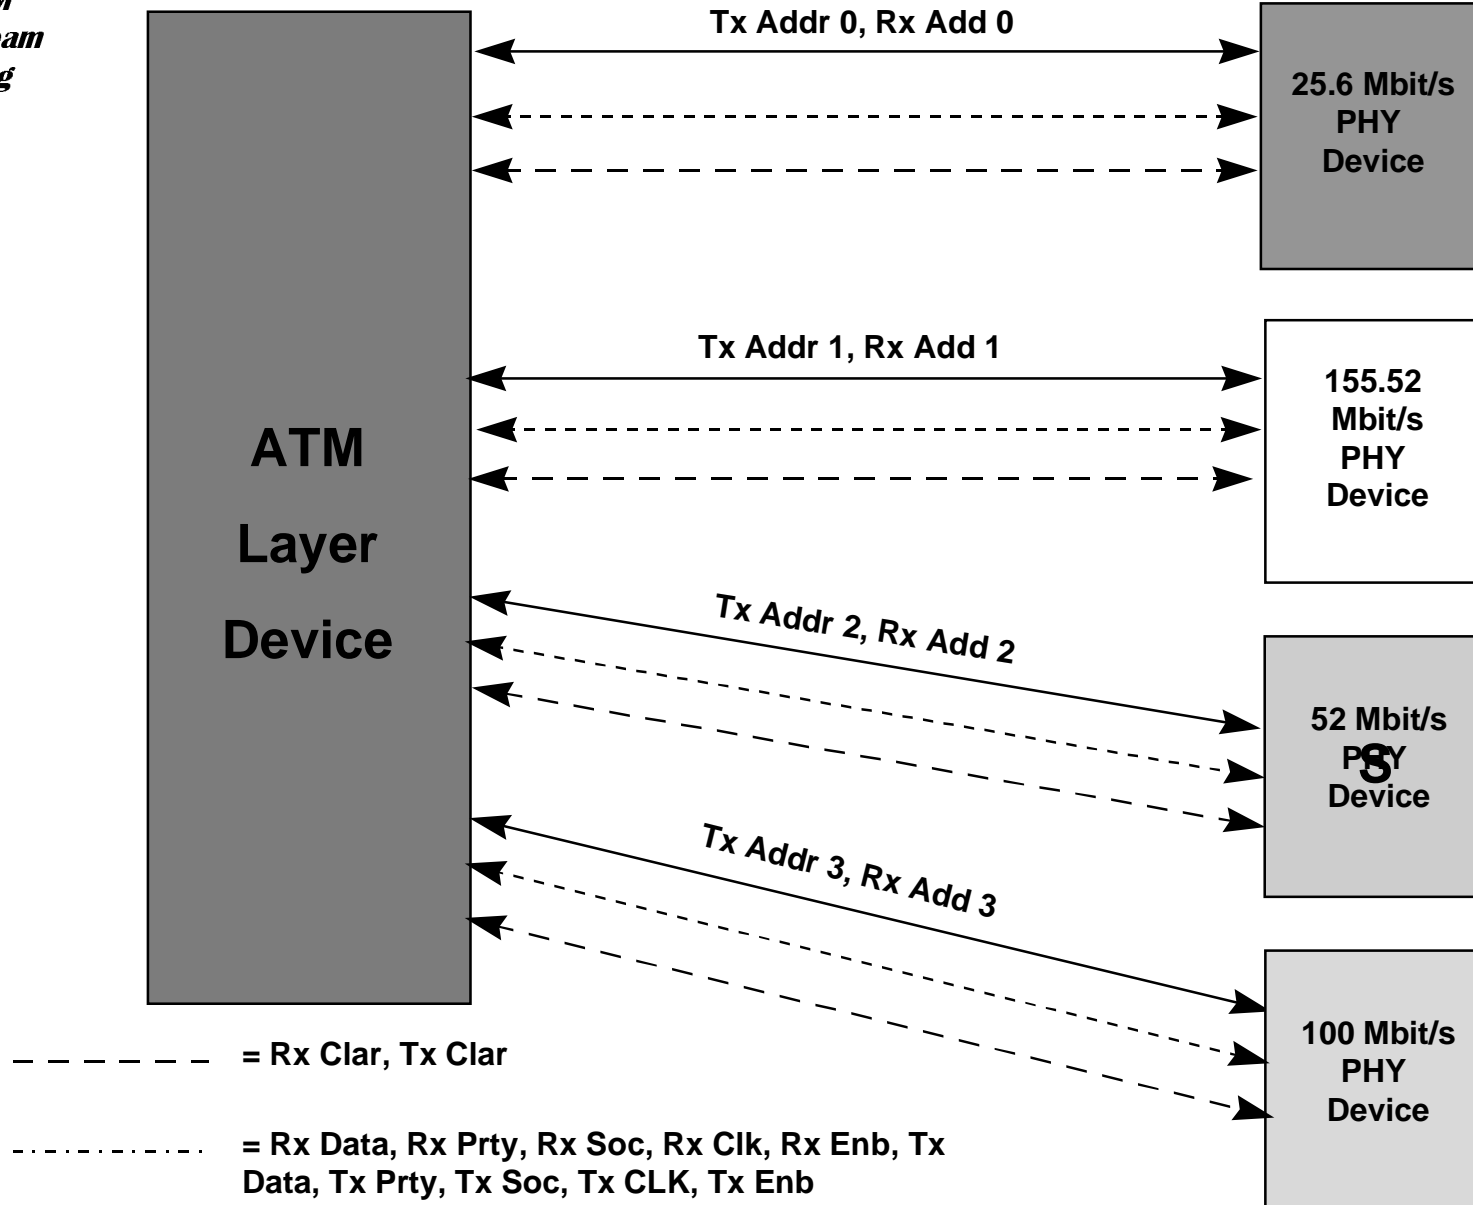 g
Tx Addr 0, Rx Add 0
25.6 Mbit/s
PHY
Device
Tx Addr 1, Rx Add 1
155.52
Mbit/s
PHY
Device
ATM
Layer
Device
Tx Addr 2, Rx Add 2
52 Mbit/s
PHY
S
Device
Tx Addr 3, Rx Add 3
100 Mbit/s
PHY
Device
= Rx Clar, Tx Clar
= Rx Data, Rx Prty, Rx Soc, Rx Clk, Rx Enb, Tx
Data, Tx Prty, Tx Soc, Tx CLK, Tx Enb